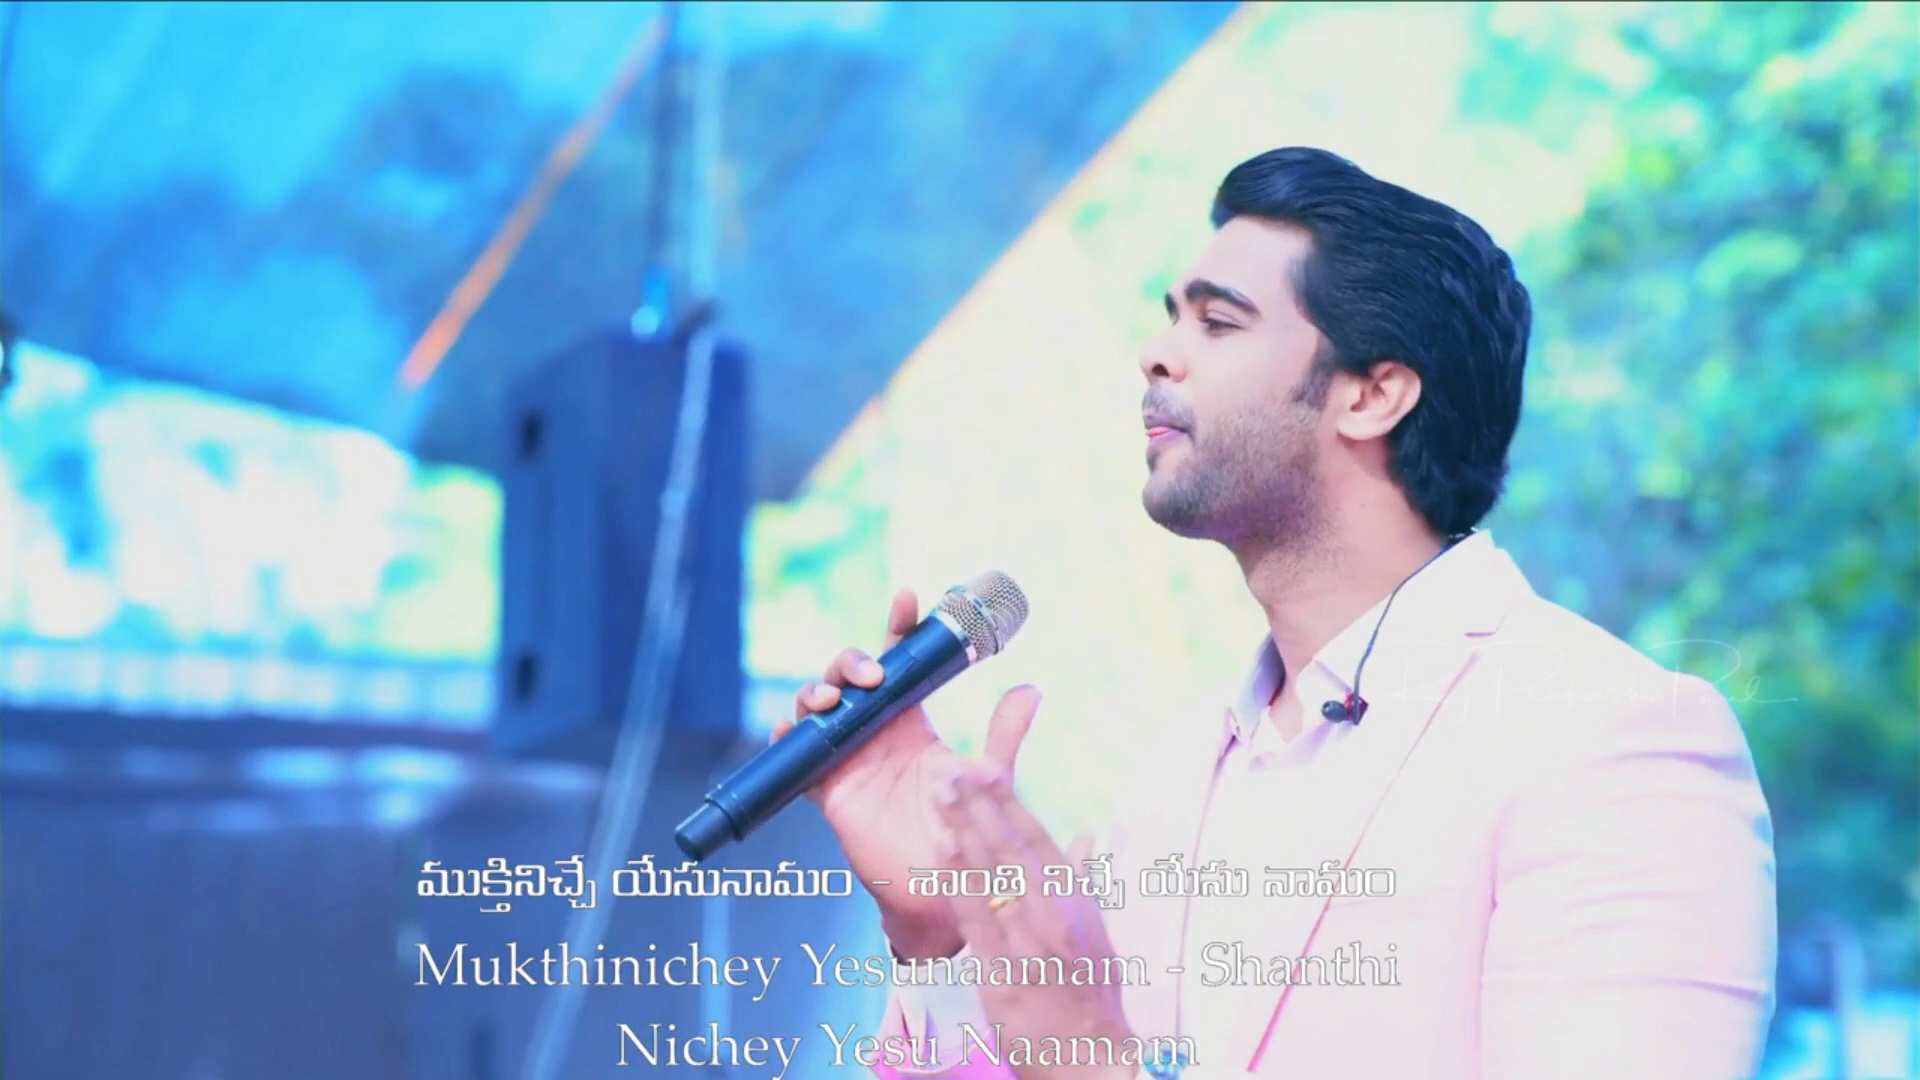 ముక్తినిచ్చే యేసునామం - శాంతి నిచ్చే యేసు నామం
Mukthinichey Yesunaamam - Shanthi
Nichey Yesu Naamam